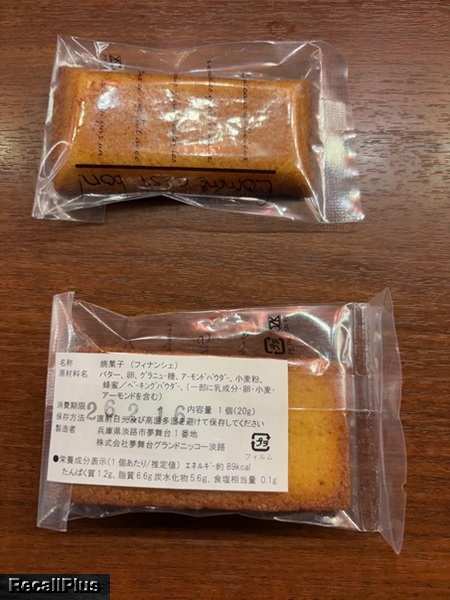 Comme c'est bon!
名称　焼菓子（フィナンシェ）
原材料名　バター、卵、グラニュー糖、アーモンドパウダー、小麦粉、
蜂蜜／ベーキングパウダー、（一部に乳成分・卵・小麦・
アーモンドを含む）
消費期限 26.2.16 内容量 1個（20g）
保存方法　直射日光及び高温多湿を避けて保存してください
製造者　兵庫県淡路市夢舞台1番地
株式会社夢舞台グランドニッコー淡路
プラ
フィルム
●栄養成分表示（1個あたり/推定値） エネルギー約89kcal
たんぱく質1.2g、脂質6.6g炭水化物5.6g、食塩相当量0.1g
RecallPlus